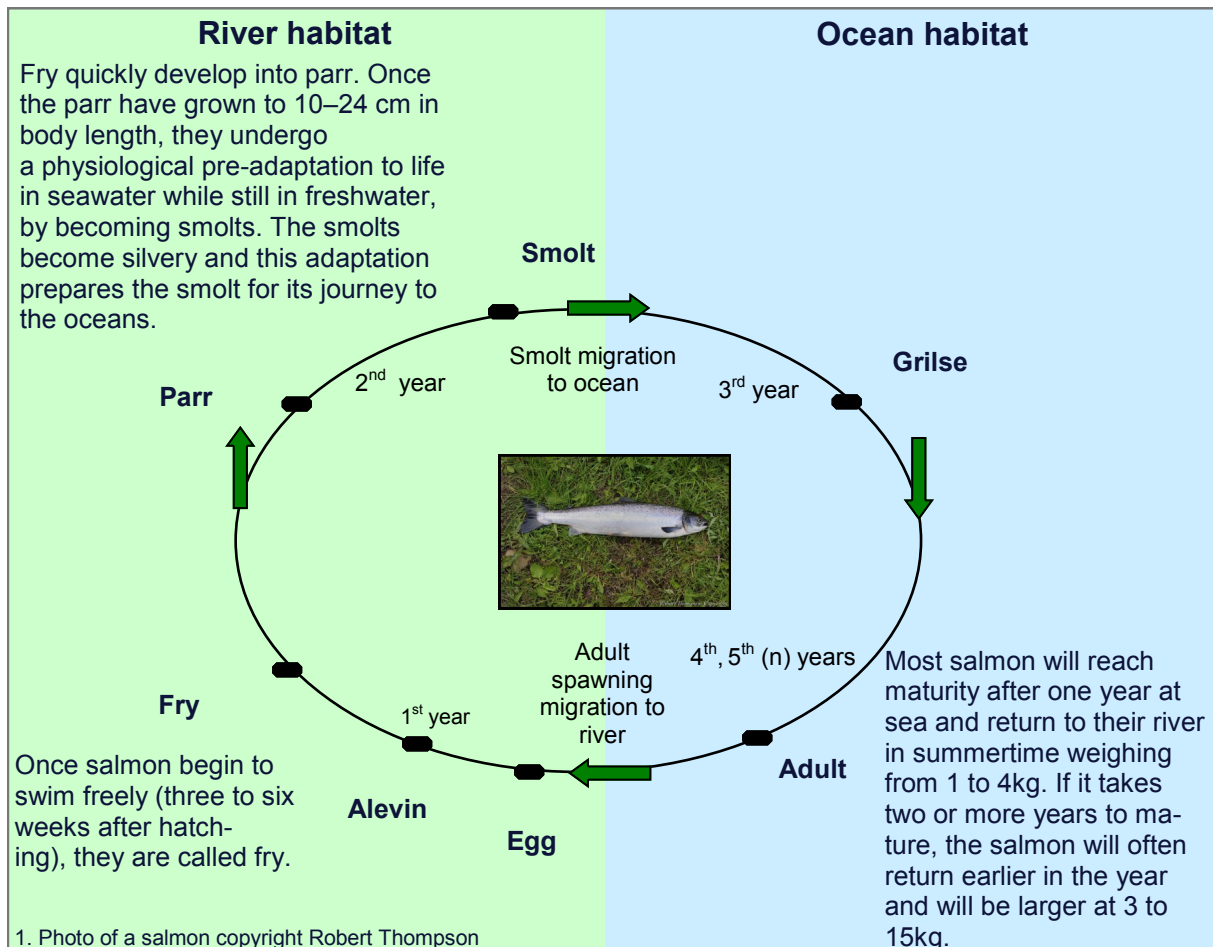 River habitat
Ocean habitat
Fry quickly develop into parr. Once
the parr have grown to 10–24 cm in
body length, they undergo
a physiological pre-adaptation to life
in seawater while still in freshwater,
by becoming smolts. The smolts
become silvery and this adaptation
prepares the smolt for its journey to
the oceans.
Smolt
Smolt migration
to ocean
2nd year
3rd year
Grilse
Parr
Adult
spawning
migration to
river
4th, 5th (n) years
Most salmon will reach
maturity after one year at
sea and return to their river
in summertime weighing
from 1 to 4kg. If it takes
two or more years to ma-
ture, the salmon will often
return earlier in the year
and will be larger at 3 to
15kg.
Fry
1st year
Once salmon begin to
swim freely (three to six
weeks after hatch-
ing), they are called fry.
Alevin
Egg
Adult
1. Photo of a salmon copyright Robert Thompson